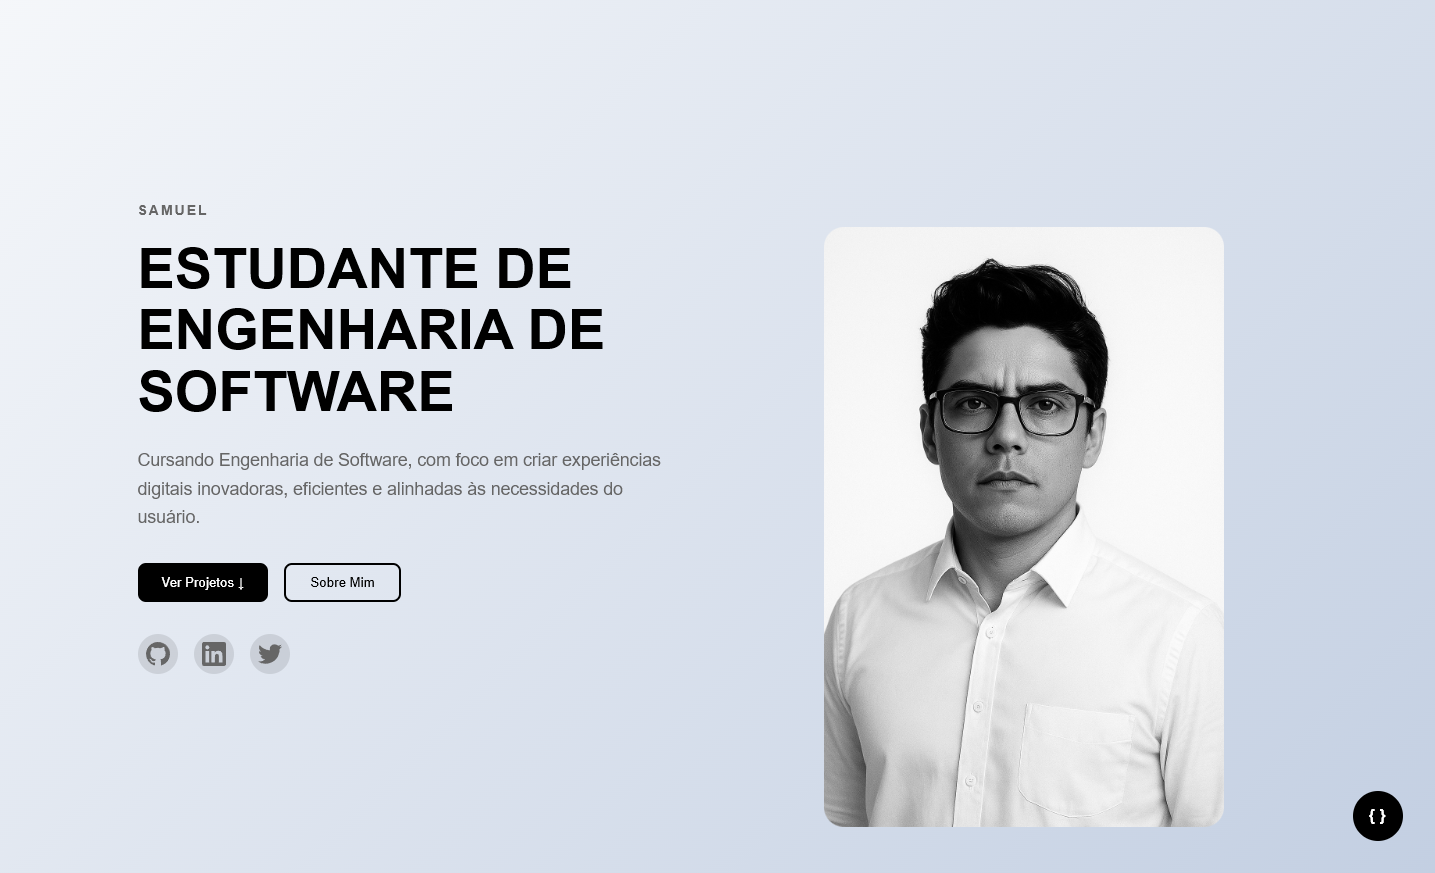 SAMUEL
ESTUDANTE DE
ENGENHARIA DE
SOFTWARE
Cursando Engenharia de Software, com foco em criar experiências
digitais inovadoras, eficientes e alinhadas às necessidades do
usuário.
Ver Projetos ↓
Sobre Mim
in
{ }